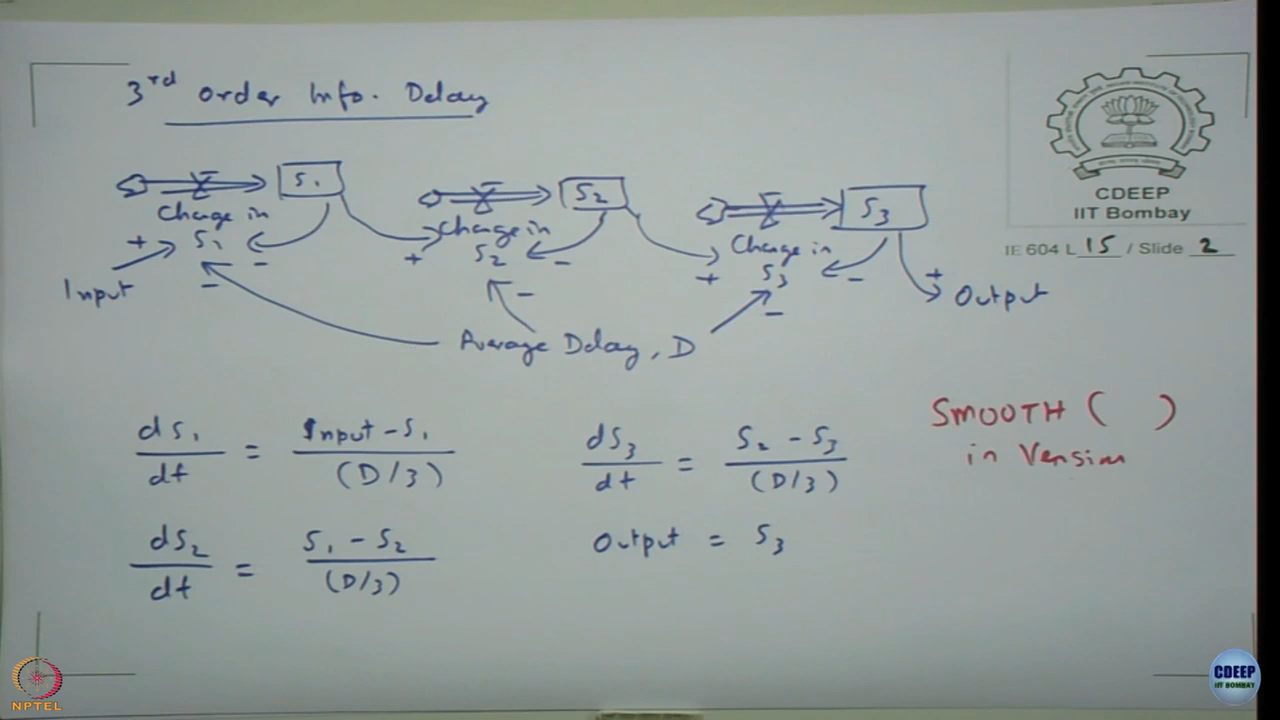 3rd Order Info. Delay
S1
S2
S3
Change in
S1
Change in
S2
Change in
S3
+
-
-
+
-
-
+
-
-
+
Input
Output
Average Delay, D
dS1/dt = Input - S1/(D/3)
dS2/dt = S1 - S2/(D/3)
dS3/dt = S2 - S3/(D/3)
Output = S3
SMOOTH ( )
in Vensim
CDEEP
IIT Bombay
IE 604 L 15 / Slide 2
NPTEL
CDEEP
IIT BOMBAY